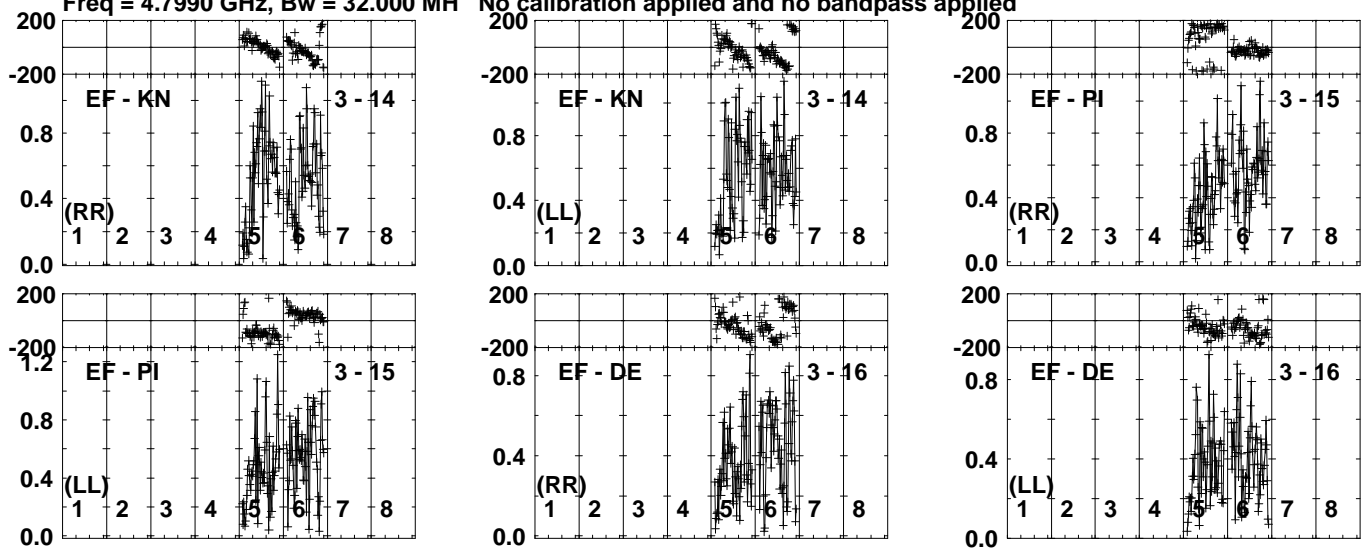 Freq = 4.7990 GHz, Bw = 32.000 MH No calibration applied and no bandpass applied
200 200 200
-200 -200 -200
EF - KN 3 - 14 EF - KN 3 - 14 EF - PI 3 - 15
0.8 0.8 0.8
0.4 0.4 0.4
(RR) (LL) (RR)
1 2 3 4 5 6 7 8 1 2 3 4 5 6 7 8 1 2 3 4 5 6 7 8
0.0 0.0 0.0
200 200 200
-200 -200 -200
1.2
EF - PI 3 - 15 EF - DE 3 - 16 EF - DE 3 - 16
0.8 0.8
0.8
0.4 0.4 0.4
(LL) (RR) (LL)
1 2 3 4 5 6 7 8 1 2 3 4 5 6 7 8 1 2 3 4 5 6 7 8
0.0 0.0 0.0